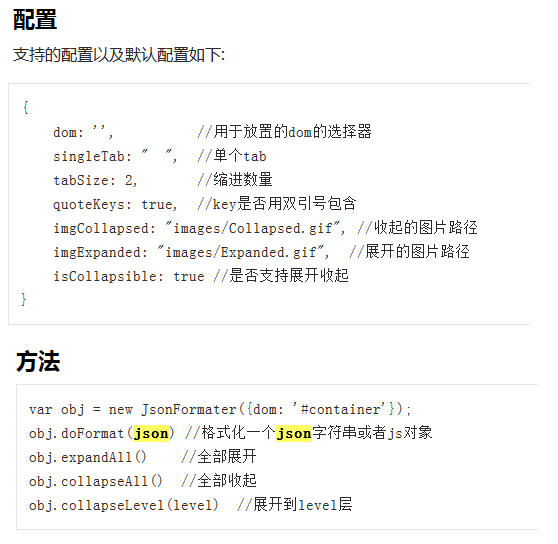 配置
支持的配置以及默认配置如下:
{
    dom: '',          //用于放置的dom的选择器
    singleTab: "  ",  //单个tab
    tabSize: 2,       //缩进数量
    quoteKeys: true,  //key是否用双引号包含
    imgCollapsed: "images/Collapsed.gif", //收起的图片路径
    imgExpanded: "images/Expanded.gif",  //展开的图片路径
    isCollapsible: true //是否支持展开收起
}
方法
var obj = new JsonFormater({dom: '#container'});
obj.doFormat(json) //格式化一个json字符串或者js对象
obj.expandAll()    //全部展开
obj.collapseAll()  //全部收起
obj.collapseLevel(level)  //展开到level层